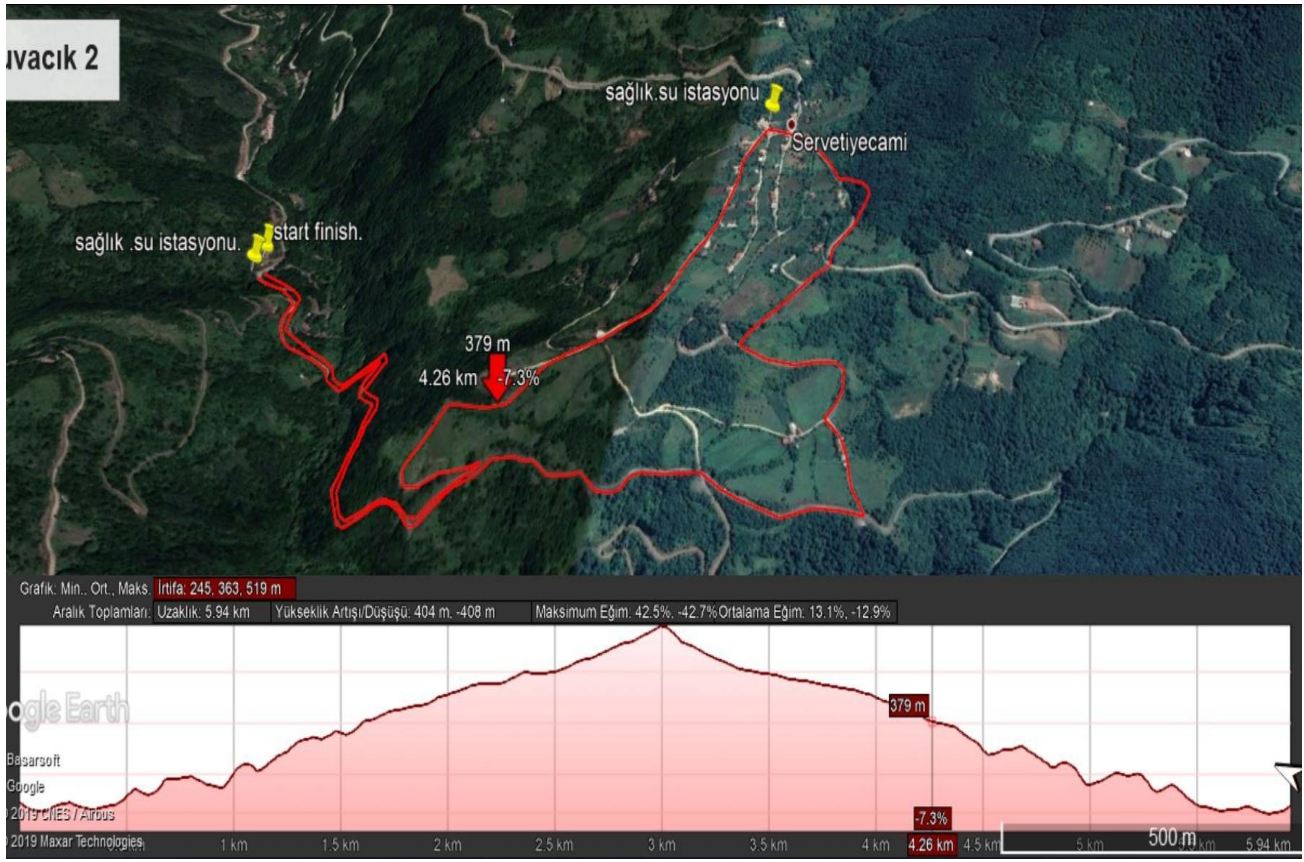 uvacık 2
sağlık.su istasyonu
Servetiyecami
start finish.
sağlık .su istasyonu.
379 m
4.26 km -7.3%
Grafik: Min., Ort., Maks. İrtifa: 245, 363, 519 m
Aralık Toplamları: Uzaklık: 5.94 km Yükseklik Artışı/Düşüşü: 404 m, -408 m Maksimum Eğim: 42.5%, -42.7% Ortalama Eğim: 13.1%, -12.9%
379 m
ogle Earth
Basarsoft
Google
2019 CNES / Airbus
2019 Maxar Technologies
-7.3%
1 km 1.5 km 2 km 2.5 km 3 km 3.5 km 4 km 4.26 km 4.5 km 5 km 5.94 km
500 m